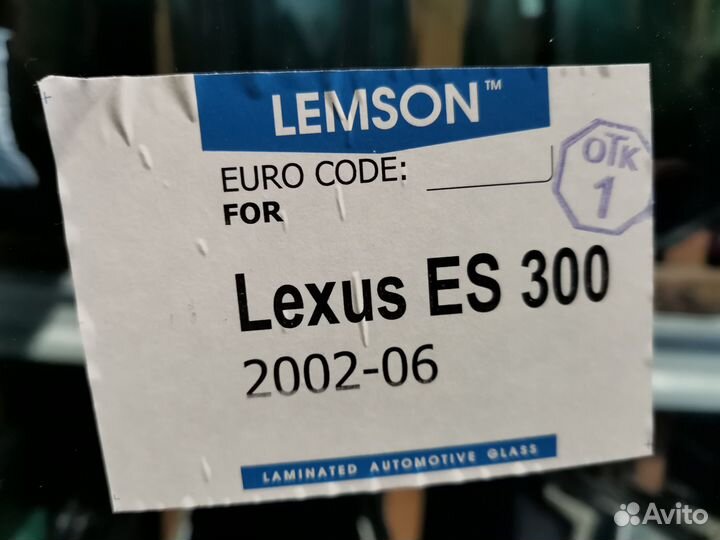 LEMSON™
EURO CODE:
FOR
ОТК
1
Lexus ES 300
2002-06
LAMINATED AUTOMOTIVE GLASS
Avito